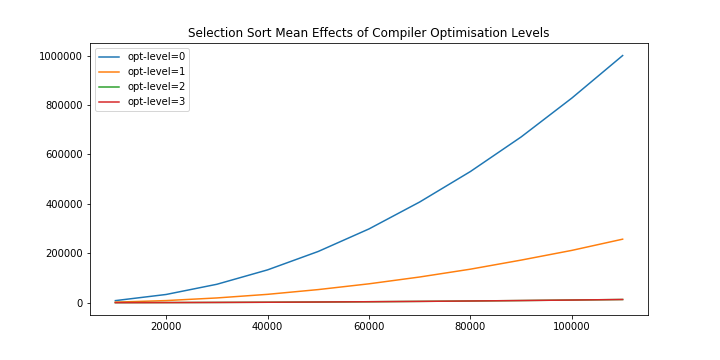 Selection Sort Mean Effects of Compiler Optimisation Levels
opt-level=0
opt-level=1
opt-level=2
opt-level=3
1000000
800000
600000
400000
200000
0
20000
40000
60000
80000
100000